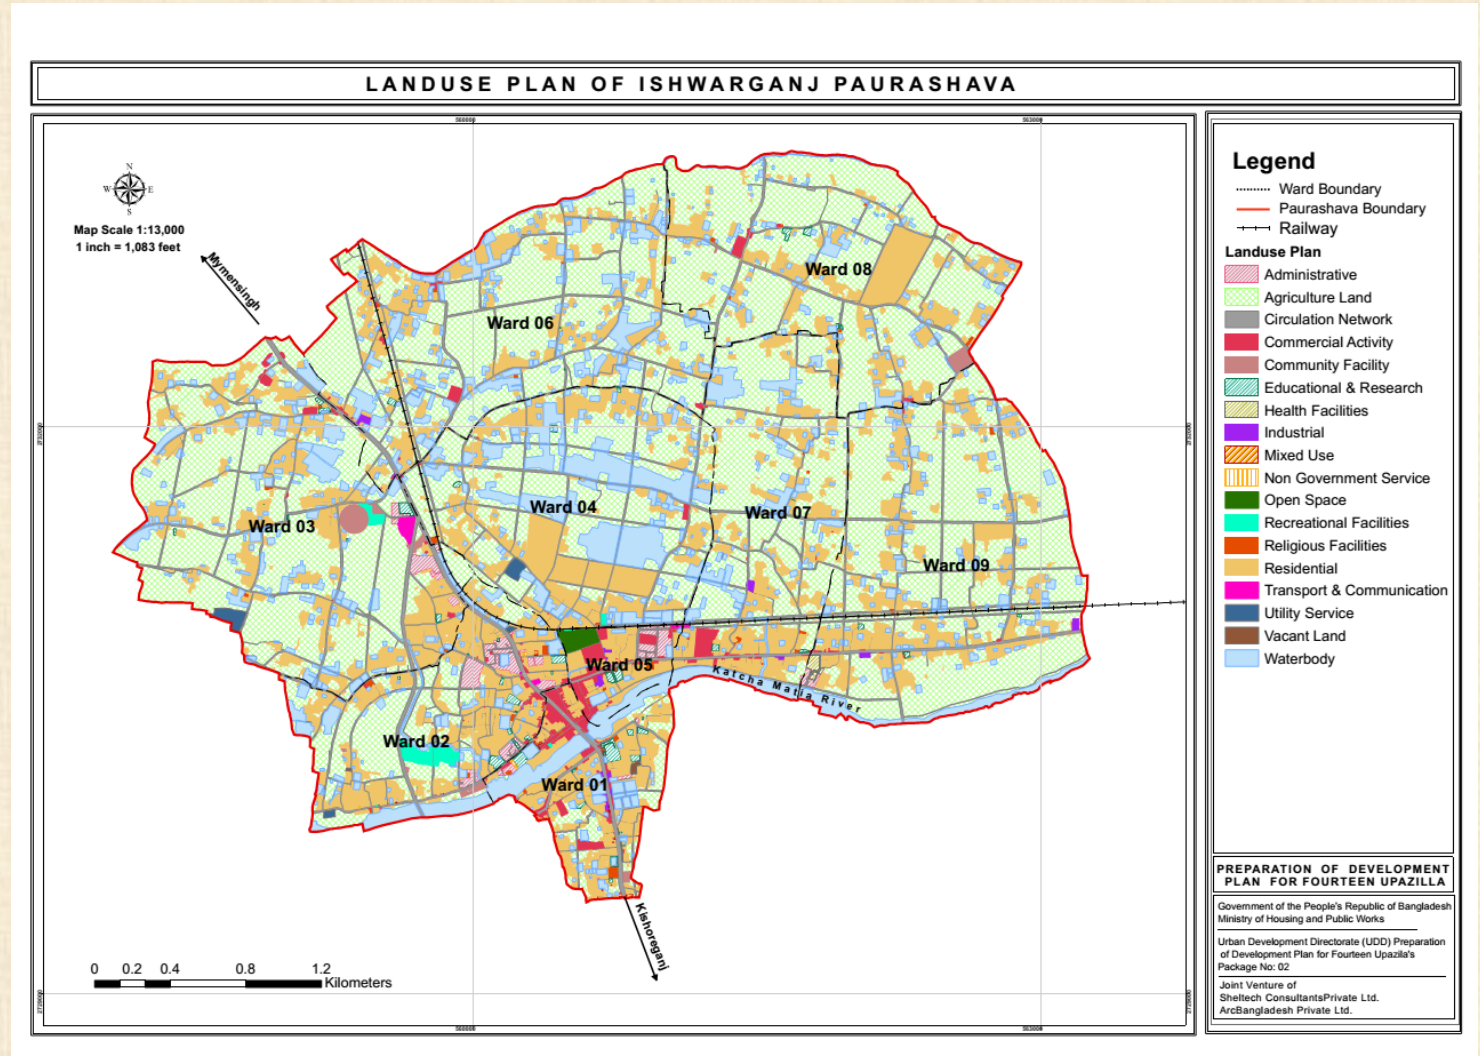 LANDUSE PLAN OF ISHWARGANJ PAURASHAVA
560000
563000
N
W
E
S
Map Scale 1:13,000
1 inch = 1,083 feet
Mymensingh
Ward 08
Ward 06
Ward 04
Ward 07
Ward 03
Ward 09
Ward 05
Katcha Matia River
Ward 02
Ward 01
Kishoreganj
0 0.2 0.4 0.8 1.2
Kilometers
560000
563000
Legend
Ward Boundary
Paurashava Boundary
Railway
Landuse Plan
Administrative
Agriculture Land
Circulation Network
Commercial Activity
Community Facility
Educational & Research
Health Facilities
Industrial
Mixed Use
Non Government Service
Open Space
Recreational Facilities
Religious Facilities
Residential
Transport & Communication
Utility Service
Vacant Land
Waterbody
PREPARATION OF DEVELOPMENT
PLAN FOR FOURTEEN UPAZILLA
Government of the People's Republic of Bangladesh
Ministry of Housing and Public Works
Urban Development Directorate (UDD) Preparation
of Development Plan for Fourteen Upazila's
Package No: 02
Joint Venture of
Sheltech ConsultantsPrivate Ltd.
ArcBangladesh Private Ltd.